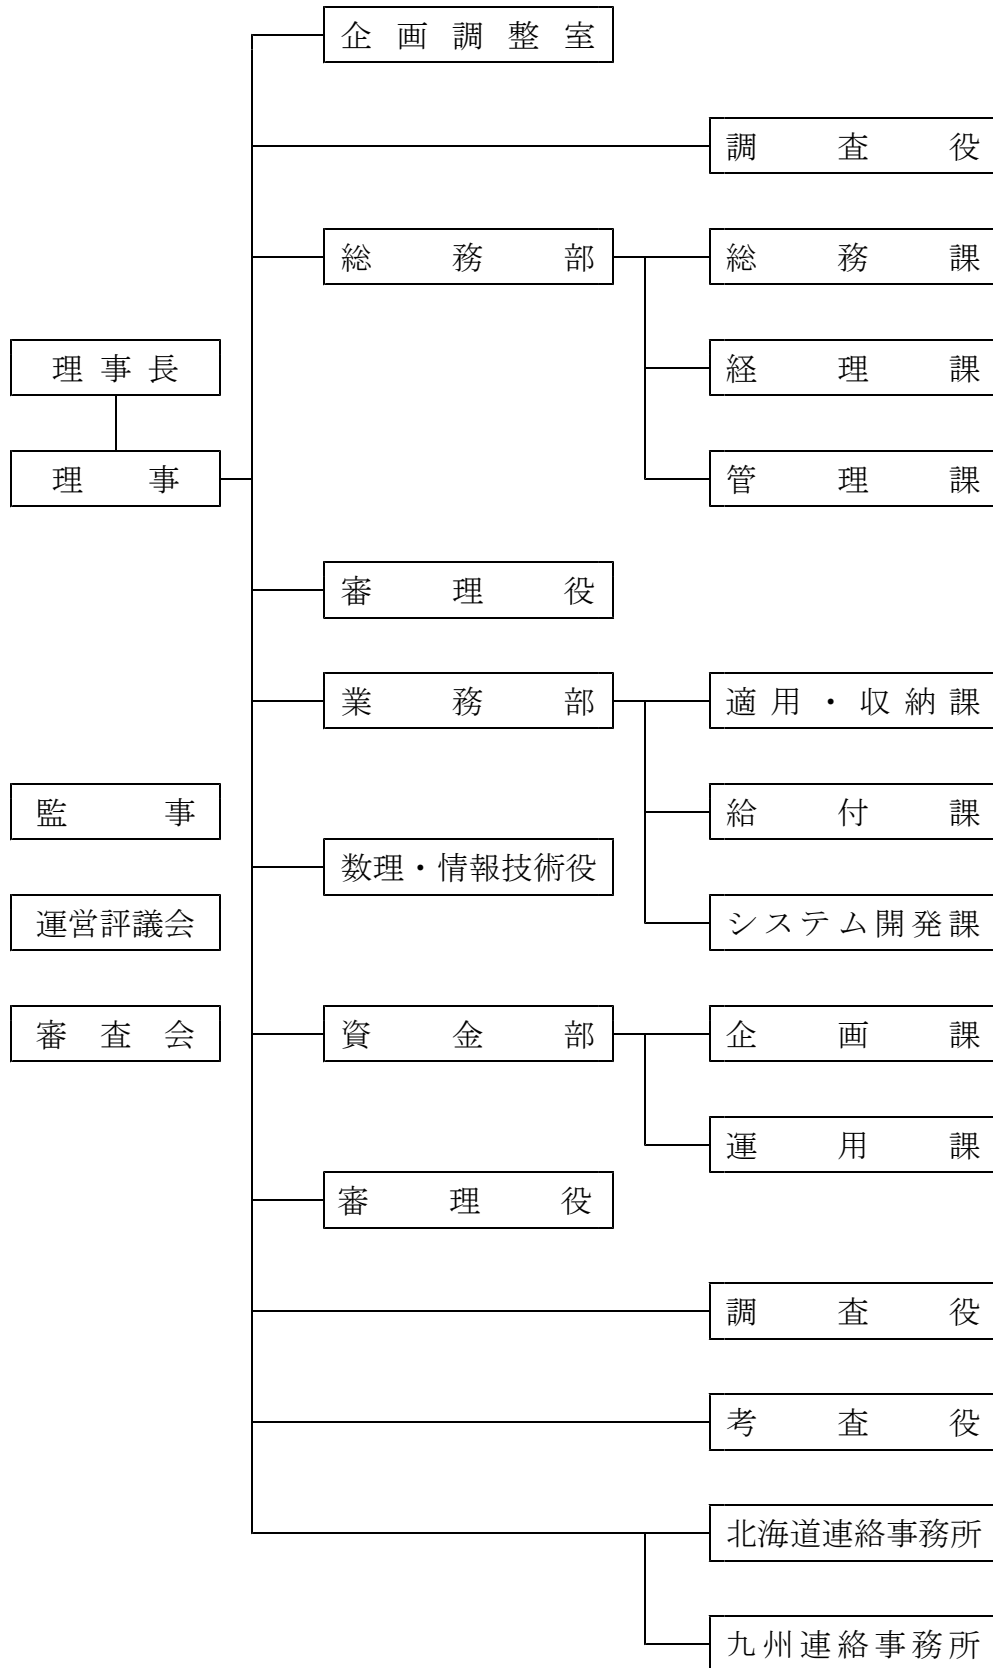 企画調整室
調査役
総務部 総務課
理事長 経理課
理事 管理課
審理役
業務部 適用・収納課
監事 給付課
数理・情報技術役
運営評議会 システム開発課
審査会 資金部 企画課
運用課
審理役
調査役
考査役
北海道連絡事務所
九州連絡事務所